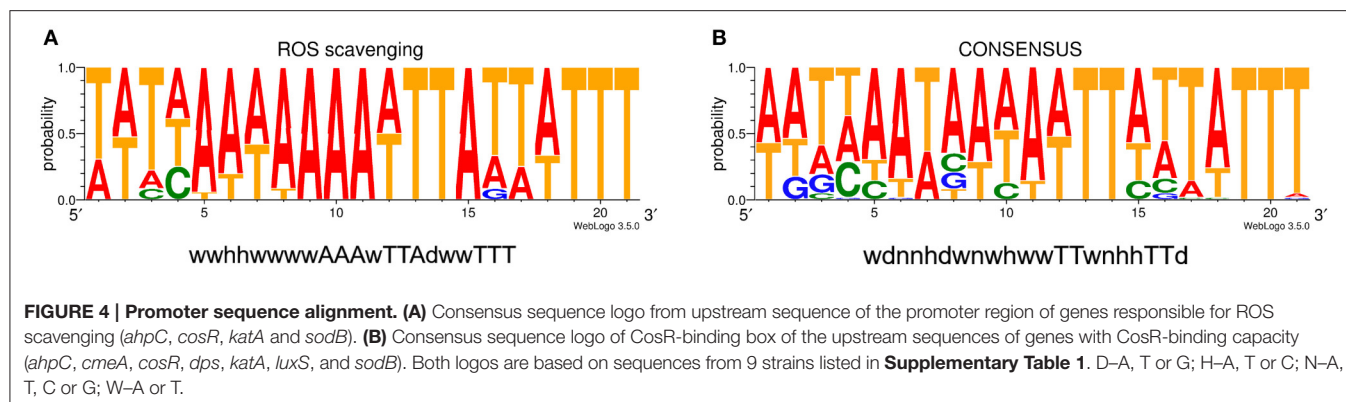 A
ROS scavenging
probability
1.0
0.5
0.0
5′
5
10
15
20
3′
WebLogo 3.5.0
wwhhwwwwAAAwTTAdwwTTT
B
CONSENSUS
probability
1.0
0.5
0.0
5′
5
10
15
20
3′
WebLogo 3.5.0
wdnnhdwnwhwwTTwnhhTTd
FIGURE 4 | Promoter sequence alignment. (A) Consensus sequence logo from upstream sequence of the promoter region of genes responsible for ROS
scavenging (ahpC, cosR, katA and sodB). (B) Consensus sequence logo of CosR-binding box of the upstream sequences of genes with CosR-binding capacity
(ahpC, cmeA, cosR, dps, katA, luxS, and sodB). Both logos are based on sequences from 9 strains listed in Supplementary Table 1. D–A, T or G; H–A, T or C; N–A,
T, C or G; W–A or T.